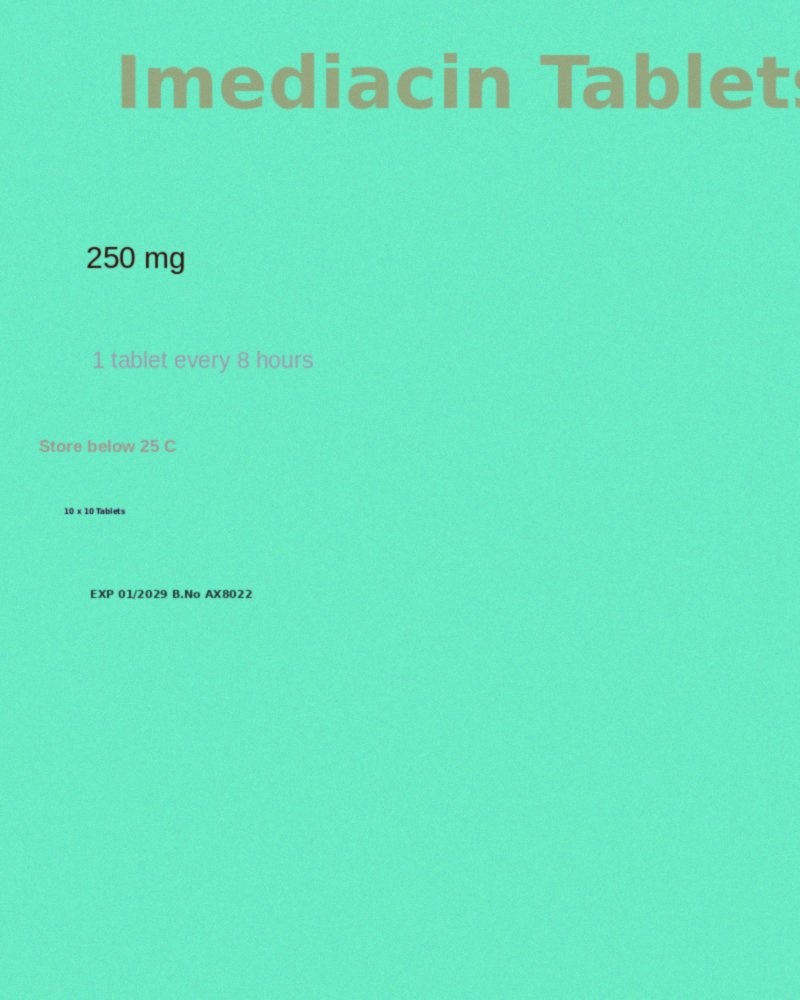 Imediacin Tablets
250 mg
1 tablet every 8 hours
Store below 25 C
10 x 10 Tablets
EXP 01/2029 B.No AX8022